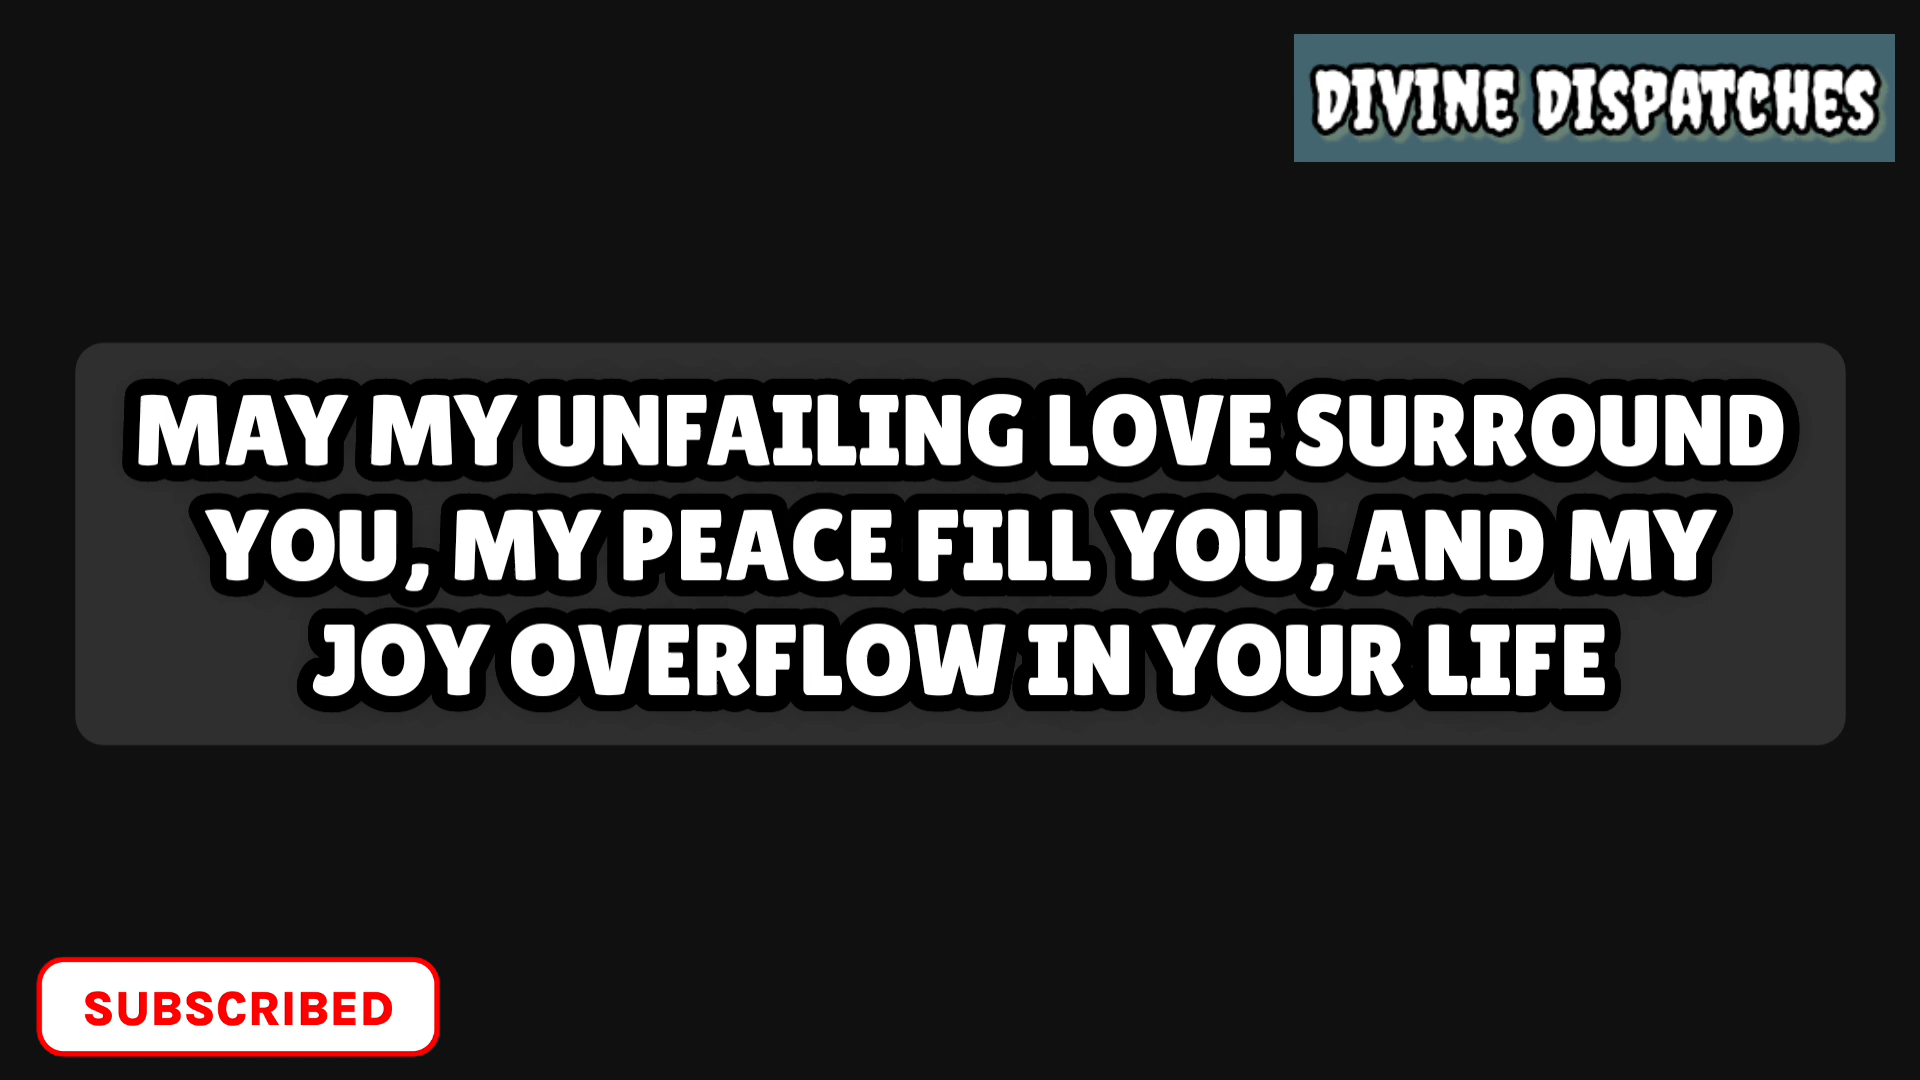 DIVINE DISPATCHES
MAY MY UNFAILING LOVE SURROUND
YOU, MY PEACE FILL YOU, AND MY
JOY OVERFLOW IN YOUR LIFE
SUBSCRIBED